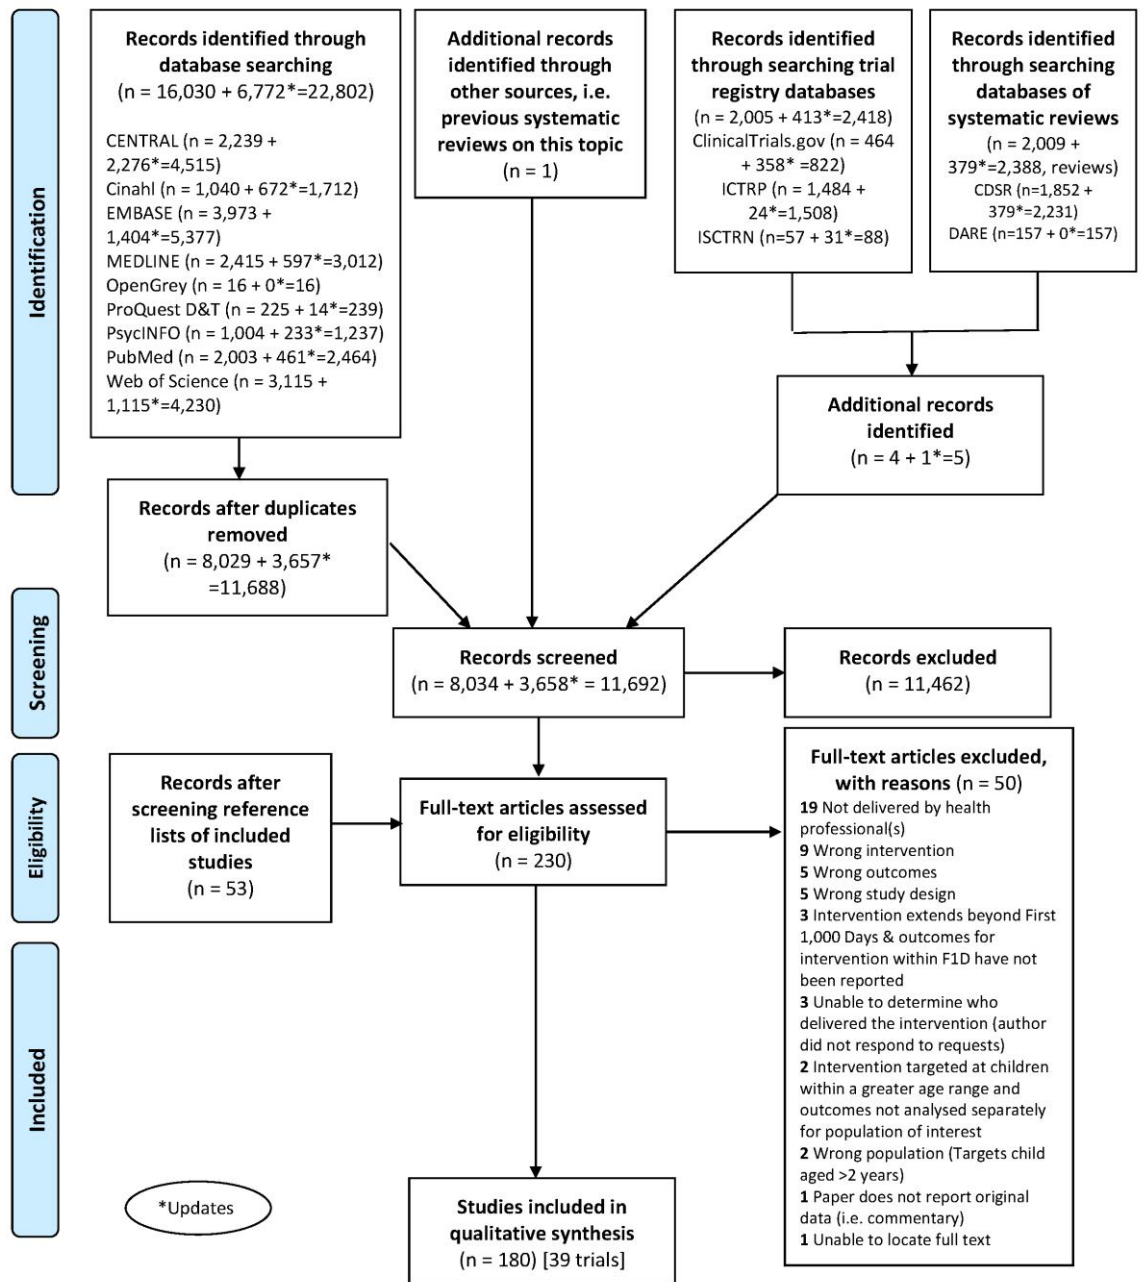 Identification
Records identified through
database searching
(n = 16,030 + 6,772*=22,802)
CENTRAL (n = 2,239 +
2,276*=4,515)
Cinahl (n = 1,040 + 672*=1,712)
EMBASE (n = 3,973 +
1,404*=5,377)
MEDLINE (n = 2,415 + 597*=3,012)
OpenGrey (n = 16 + 0*=16)
ProQuest D&T (n = 225 + 14*=239)
PsycINFO (n = 1,004 + 233*=1,237)
PubMed (n = 2,003 + 461*=2,464)
Web of Science (n = 3,115 +
1,115*=4,230)
Additional records
identified through
other sources, i.e.
previous systematic
reviews on this topic
(n = 1)
Records identified
through searching trial
registry databases
(n = 2,005 + 413*=2,418)
ClinicalTrials.gov (n = 464
+ 358* =822)
ICTRP (n = 1,484 +
24*=1,508)
ISCTRN (n=57 + 31*=88)
Records identified
through searching
databases of
systematic reviews
(n = 2,009 +
379*=2,388, reviews)
CDSR (n=1,852 +
379*=2,231)
DARE (n=157 + 0*=157)
Additional records
identified
(n = 4 + 1*=5)
Records after duplicates
removed
(n = 8,029 + 3,657*
=11,688)
Screening
Records screened
(n = 8,034 + 3,658* = 11,692)
Records excluded
(n = 11,462)
Eligibility
Records after
screening reference
lists of included
studies
(n = 53)
Full-text articles assessed
for eligibility
(n = 230)
Full-text articles excluded,
with reasons (n = 50)
19 Not delivered by health
professional(s)
9 Wrong intervention
5 Wrong outcomes
5 Wrong study design
3 Intervention extends beyond First
1,000 Days & outcomes for
intervention within F1D have not
been reported
3 Unable to determine who
delivered the intervention (author
did not respond to requests)
2 Intervention targeted at children
within a greater age range and
outcomes not analysed separately
for population of interest
2 Wrong population (Targets child
aged >2 years)
1 Paper does not report original
data (i.e. commentary)
1 Unable to locate full text
Included
*Updates
Studies included in
qualitative synthesis
(n = 180) [39 trials]